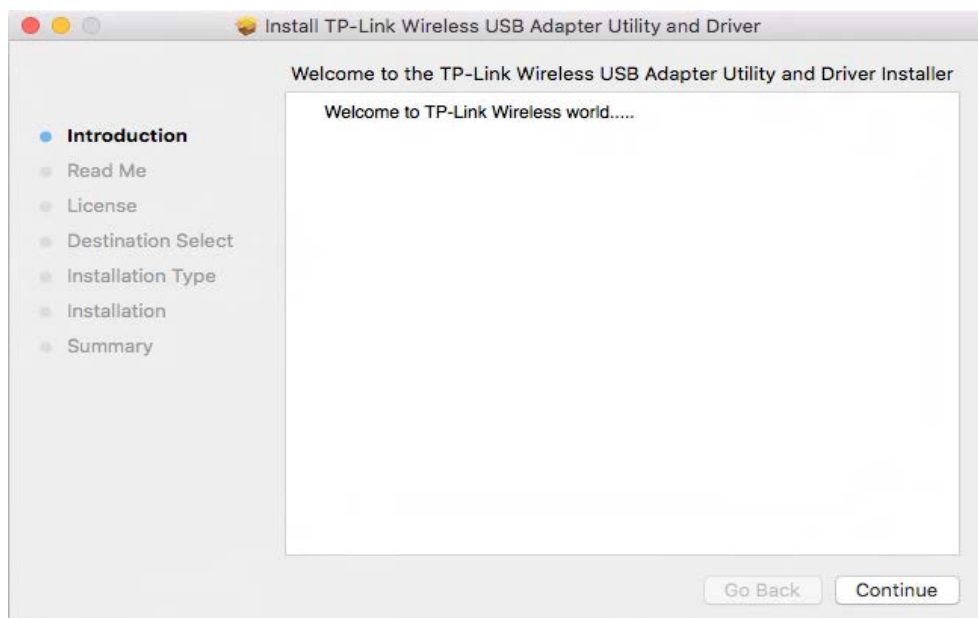 Install TP-Link Wireless USB Adapter Utility and Driver
Welcome to the TP-Link Wireless USB Adapter Utility and Driver Installer
Welcome to TP-Link Wireless world.....
Introduction
Read Me
License
Destination Select
Installation Type
Installation
Summary
Go Back
Continue